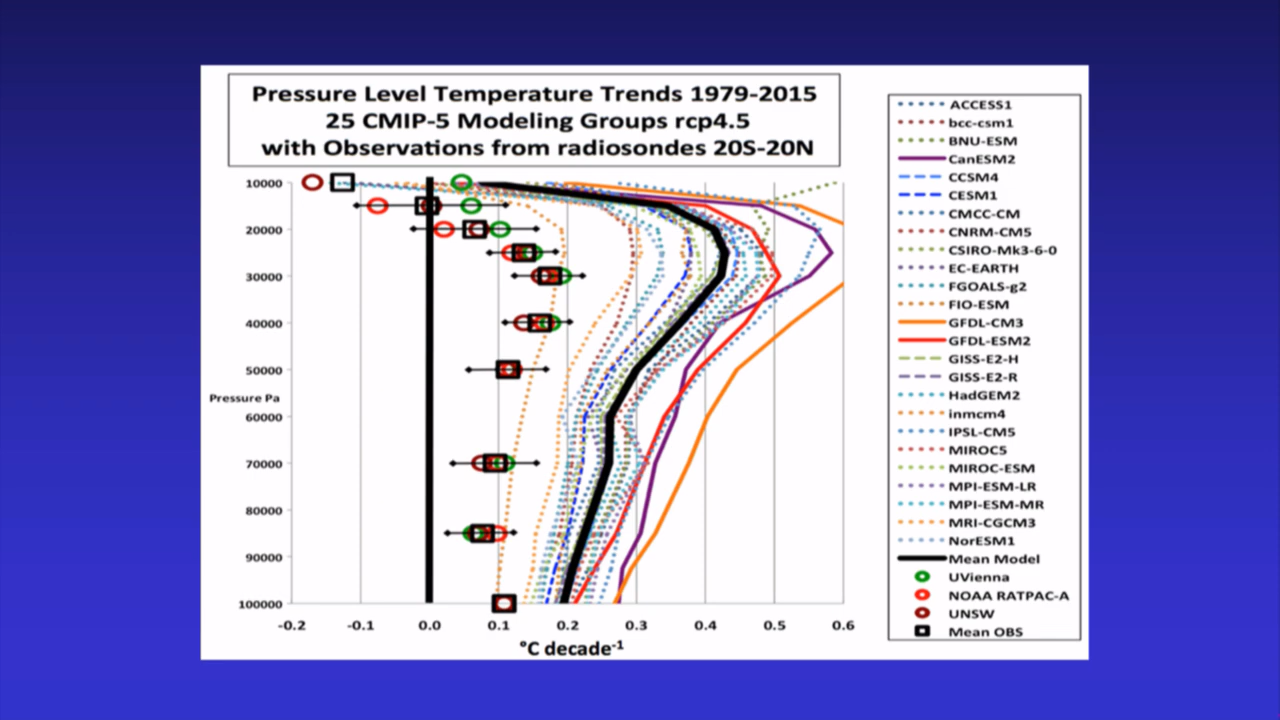 Pressure Level Temperature Trends 1979-2015
25 CMIP-5 Modeling Groups rcp4.5
with Observations from radiosondes 20S-20N
10000
20000
30000
40000
50000
Pressure Pa
60000
70000
80000
90000
100000
-0.2 -0.1 0.0 0.1 0.2 0.3 0.4 0.5 0.6
°C decade-1
ACCESS1
bcc-csm1
BNU-ESM
CanESM2
CCSM4
CESM1
CMCC-CM
CNRM-CM5
CSIRO-Mk3-6-0
EC-EARTH
FGOALS-g2
FIO-ESM
GFDL-CM3
GFDL-ESM2
GISS-E2-H
GISS-E2-R
HadGEM2
inmcm4
IPSL-CM5
MIROC5
MIROC-ESM
MPI-ESM-LR
MPI-ESM-MR
MRI-CGCM3
NorESM1
Mean Model
UVienna
NOAA RATPAC-A
UNSW
Mean OBS